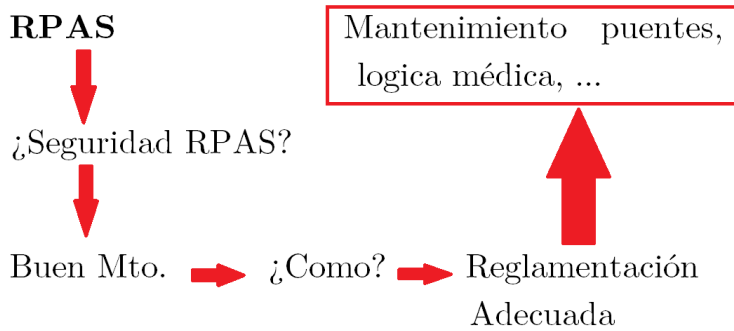 RPAS
¿Seguridad RPAS?
Buen Mto.
¿Como?
Reglamentación
Adecuada
Mantenimiento puentes,
logica médica, ...